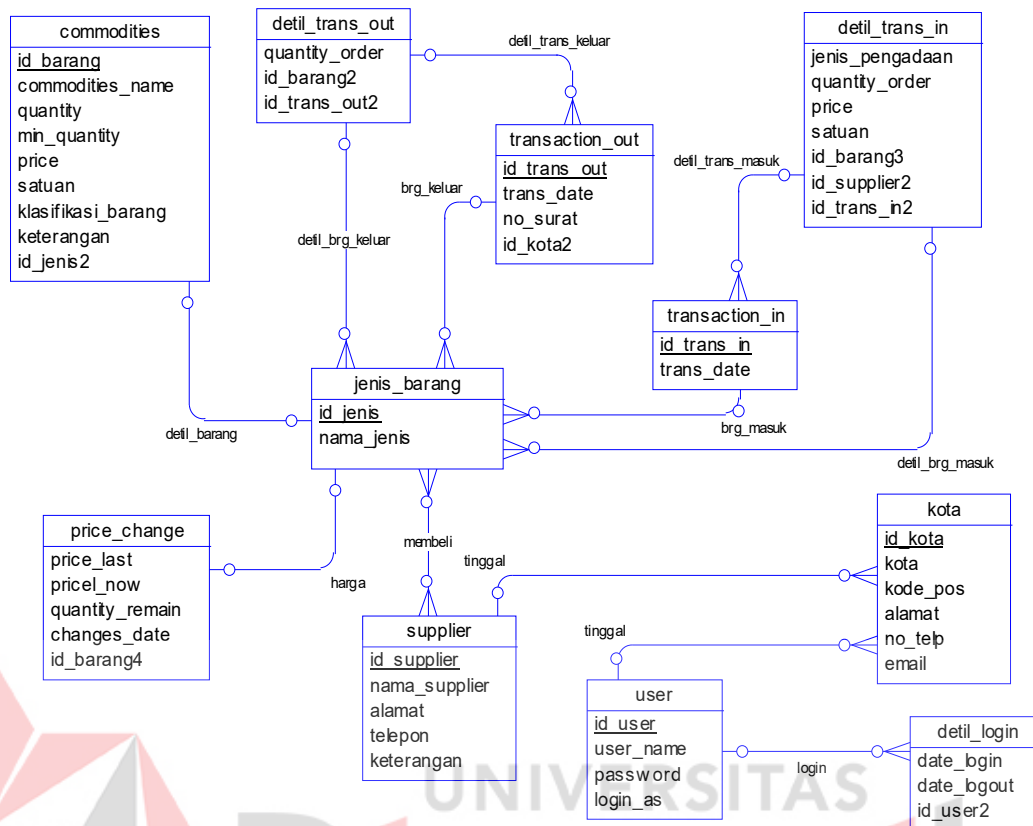 commodities
id_barang
commodities_name
quantity
min_quantity
price
satuan
klasifikasi_barang
keterangan
id_jenis2
detil_trans_out
quantity_order
id_barang2
id_trans_out2
detil_trans_keluar
transaction_out
id_trans_out
trans_date
no_surat
id_kota2
detil_trans_in
jenis_pengadaan
quantity_order
price
satuan
id_barang3
id_supplier2
id_trans_in2
detil_trans_masuk
brg_keluar
detil_brg_keluar
transaction_in
id_trans_in
trans_date
jenis_barang
id_jenis
nama_jenis
detil_barang
brg_masuk
detil_brg_masuk
price_change
price_last
pricel_now
quantity_remain
changes_date
id_barang4
harga
membeli
tinggal
kota
id_kota
kota
kode_pos
alamat
no_telp
email
supplier
id_supplier
nama_supplier
alamat
telepon
keterangan
tinggal
user
id_user
user_name
password
login_as
login
detil_login
date_login
date_logout
id_user2
UNIVERSITAS